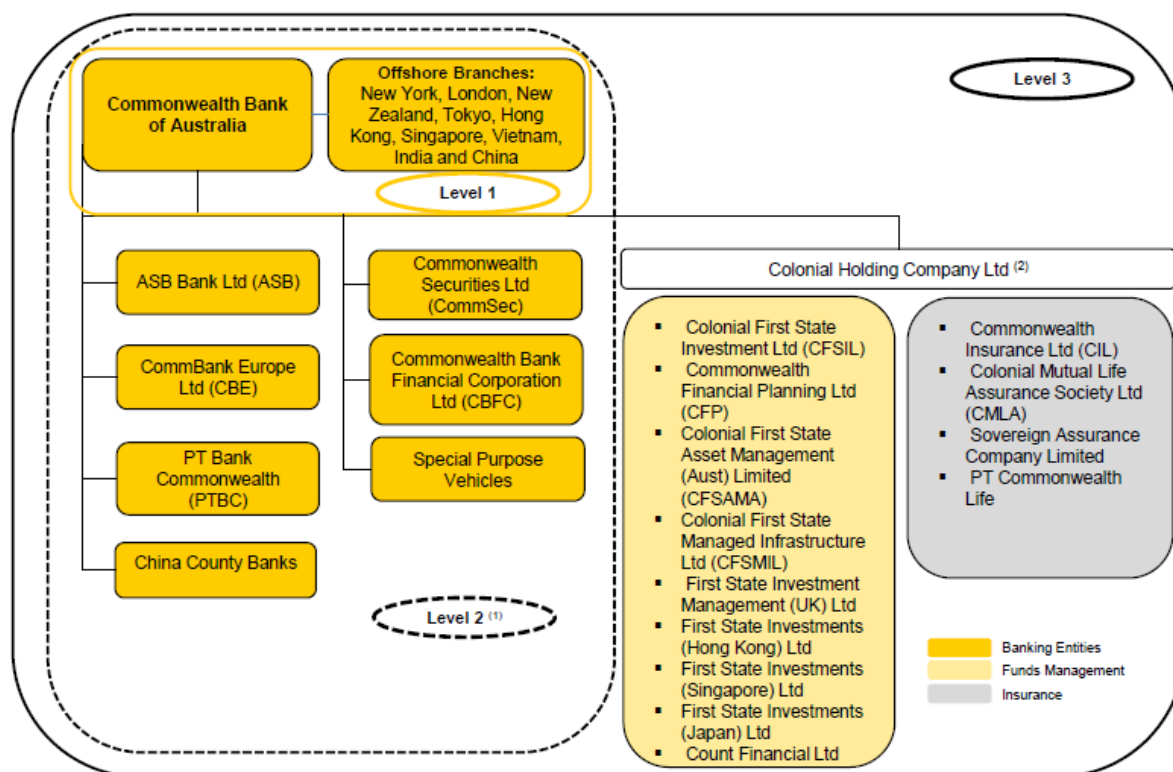 Commonwealth Bank
of Australia
Offshore Branches:
New York, London, New
Zealand, Tokyo, Hong
Kong, Singapore, Vietnam,
India and China
Level 1
Level 3
ASB Bank Ltd (ASB)
Commonwealth
Securities Ltd
(CommSec)
CommBank Europe
Ltd (CBE)
Commonwealth Bank
Financial Corporation
Ltd (CBFC)
PT Bank
Commonwealth
(PTBC)
Special Purpose
Vehicles
China County Banks
Level 2 (1)
Colonial Holding Company Ltd (2)
▪ Colonial First State
Investment Ltd (CFSIL)
▪ Commonwealth
Financial Planning Ltd
(CFP)
▪ Colonial First State
Asset Management
(Aust) Limited
(CFSAMA)
▪ Colonial First State
Managed Infrastructure
Ltd (CFSMIL)
▪ First State Investment
Management (UK) Ltd
▪ First State Investments
(Hong Kong) Ltd
▪ First State Investments
(Singapore) Ltd
▪ First State Investments
(Japan) Ltd
▪ Count Financial Ltd
▪ Commonwealth
Insurance Ltd (CIL)
▪ Colonial Mutual Life
Assurance Society Ltd
(CMLA)
▪ Sovereign Assurance
Company Limited
▪ PT Commonwealth
Life
Banking Entities
Funds Management
Insurance